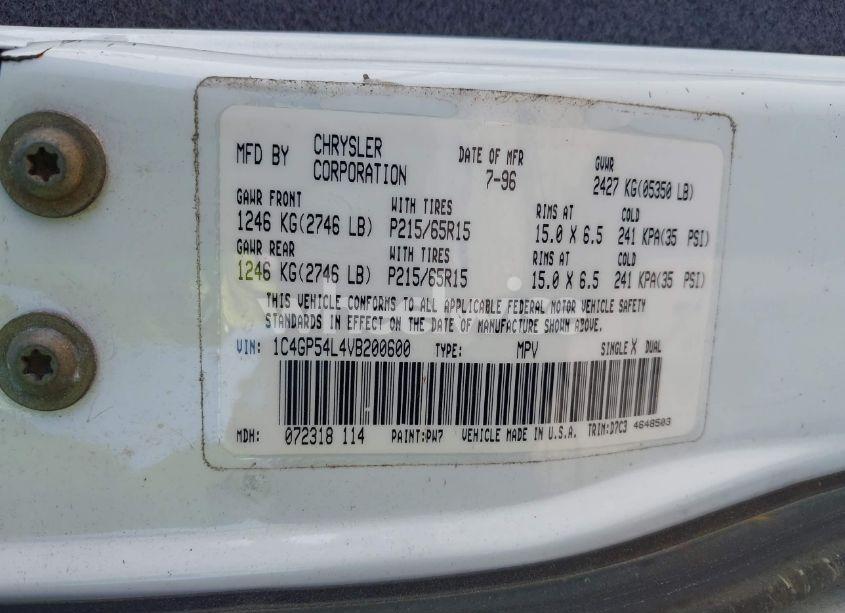 MFD BY CHRYSLER CORPORATION DATE OF MFR 7-96 GVWR 2427 KG(05350 LB)
GAWR FRONT WITH TIRES RIMS AT COLD
1246 KG(2746 LB) P215/65R15 15.0 X 6.5 241 KPA(35 PSI)
GAWR REAR WITH TIRES RIMS AT COLD
1246 KG(2746 LB) P215/65R15 15.0 X 6.5 241 KPA(35 PSI)
THIS VEHICLE CONFORMS TO ALL APPLICABLE FEDERAL MOTOR VEHICLE SAFETY
STANDARDS IN EFFECT ON THE DATE OF MANUFACTURE SHOWN ABOVE.
VIN: 1C4GP54L4VB200600 TYPE: MPV SINGLE X DUAL
MDH: 072318 114 PAINT:PW7 VEHICLE MADE IN U.S.A. TRIM:D7C3 4648503